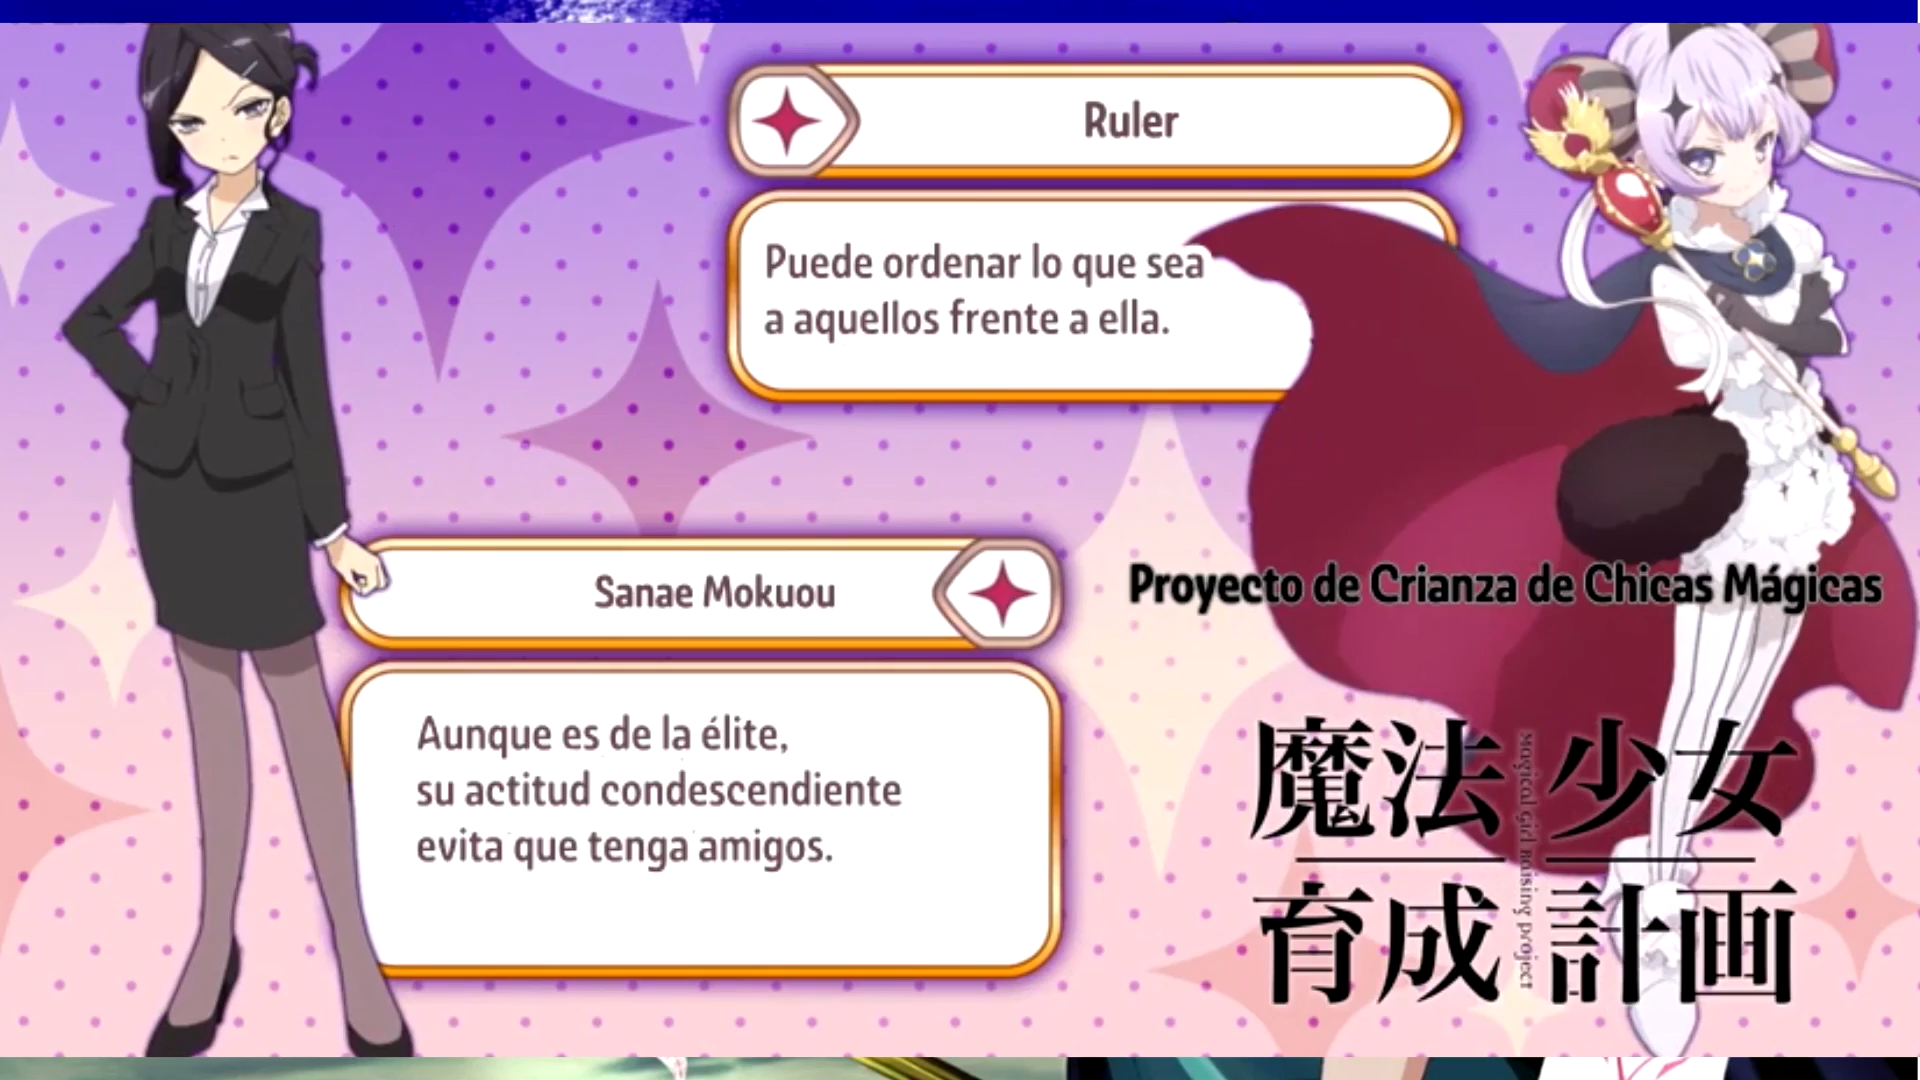 Ruler
Puede ordenar lo que sea
a aquellos frente a ella.
Sanae Mokuou
Aunque es de la élite,
su actitud condescendiente
evita que tenga amigos.
Proyecto de Crianza de Chicas Mágicas
魔法少女
育成計画
Magical Girl Raising Project